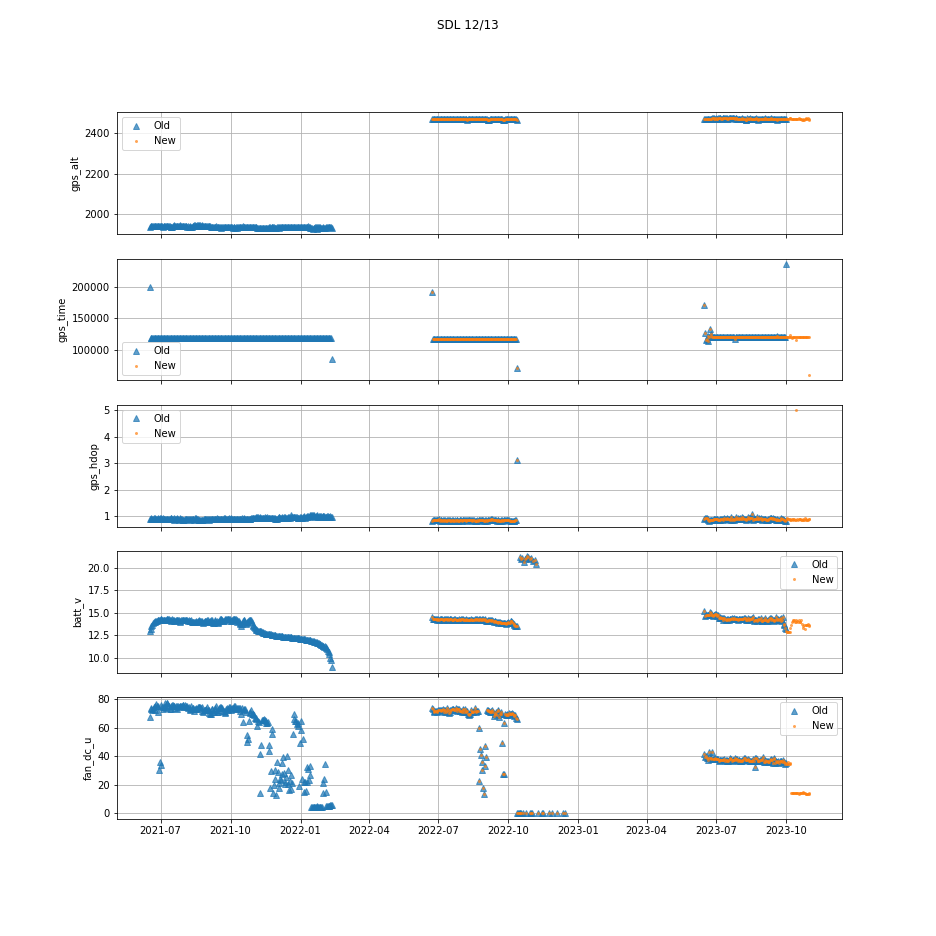 SDL 12/13
gps_alt
2400
2200
2000
Old
New
gps_time
200000
150000
100000
Old
New
gps_hdop
5
4
3
2
1
Old
New
batt_v
20.0
17.5
15.0
12.5
10.0
Old
New
fan_dc_u
80
60
40
20
0
Old
New
2021-07
2021-10
2022-01
2022-04
2022-07
2022-10
2023-01
2023-04
2023-07
2023-10